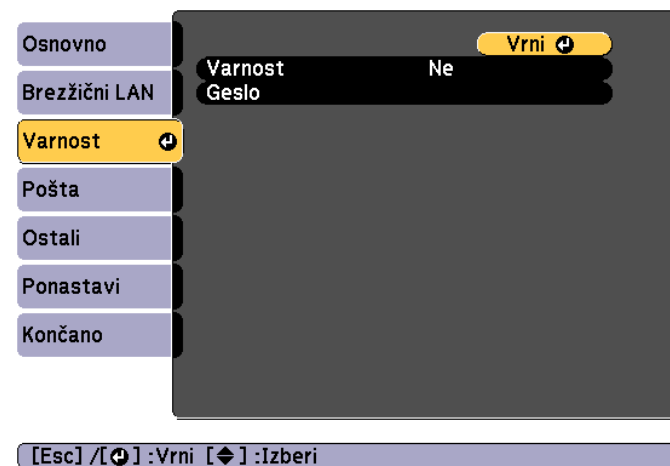 Osnovno
Brezžični LAN
Varnost
Pošta
Ostali
Ponastavi
Končano
Vrni
Varnost Ne
Geslo
[Esc] /[⏎] :Vrni [◆] :Izberi